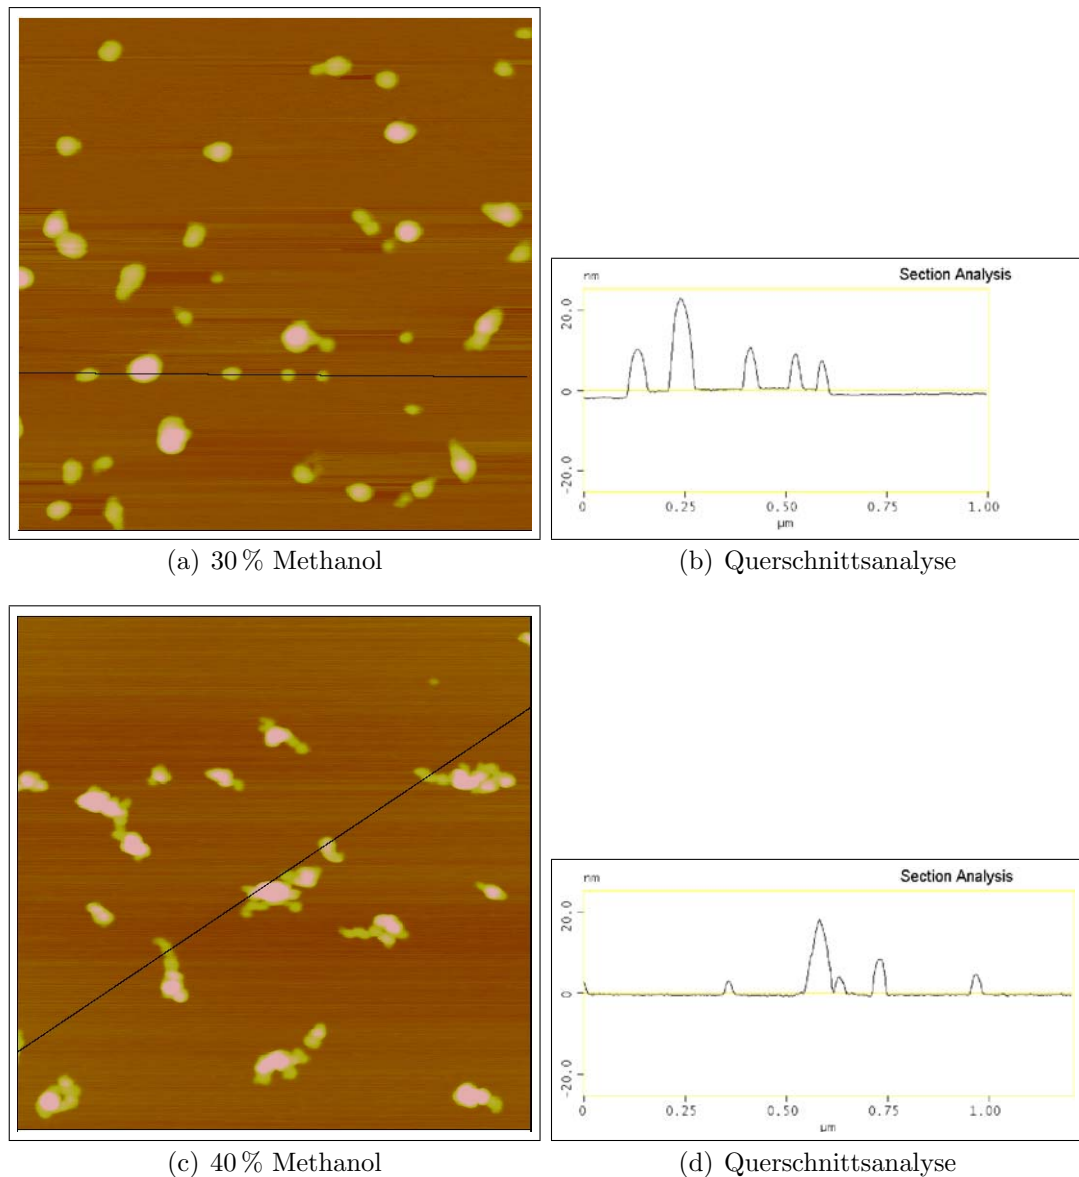 nm
Section Analysis
20.0
0
-20.0
0 0.25 0.50 0.75 1.00
µm
(a) 30 % Methanol
(b) Querschnittsanalyse
nm
Section Analysis
20.0
0
-20.0
0 0.25 0.50 0.75 1.00
µm
(c) 40 % Methanol
(d) Querschnittsanalyse